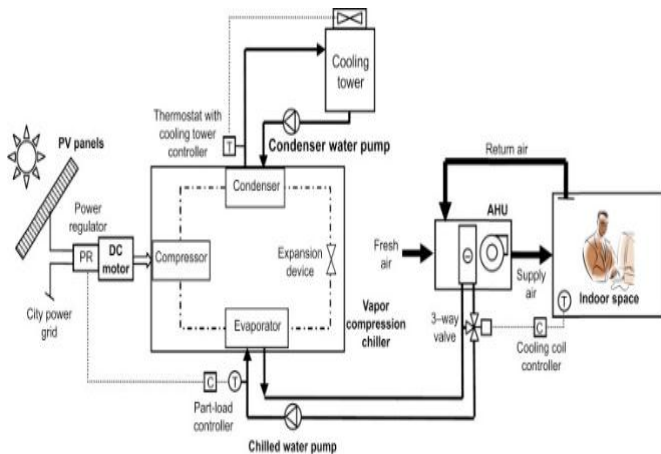 Cooling
tower
Thermostat with
cooling tower
controller
T
Condenser water pump
PV panels
Power
regulator
PR
DC
motor
City power
grid
Condenser
Compressor
Expansion
device
Evaporator
Vapor
compression
chiller
C
T
Part-load
controller
Chilled water pump
Return air
AHU
Fresh
air
Supply
air
Indoor space
T
3-way
valve
C
Cooling coil
controller